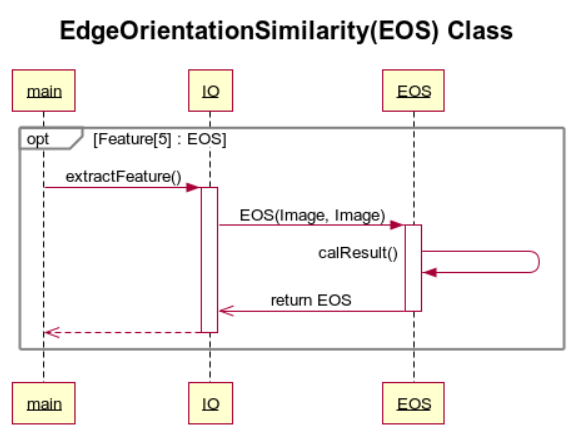 EdgeOrientationSimilarity(EOS) Class
main
IO
EOS
opt
[Feature[5] : EOS]
extractFeature()
EOS(Image, Image)
calResult()
return EOS
main
IO
EOS